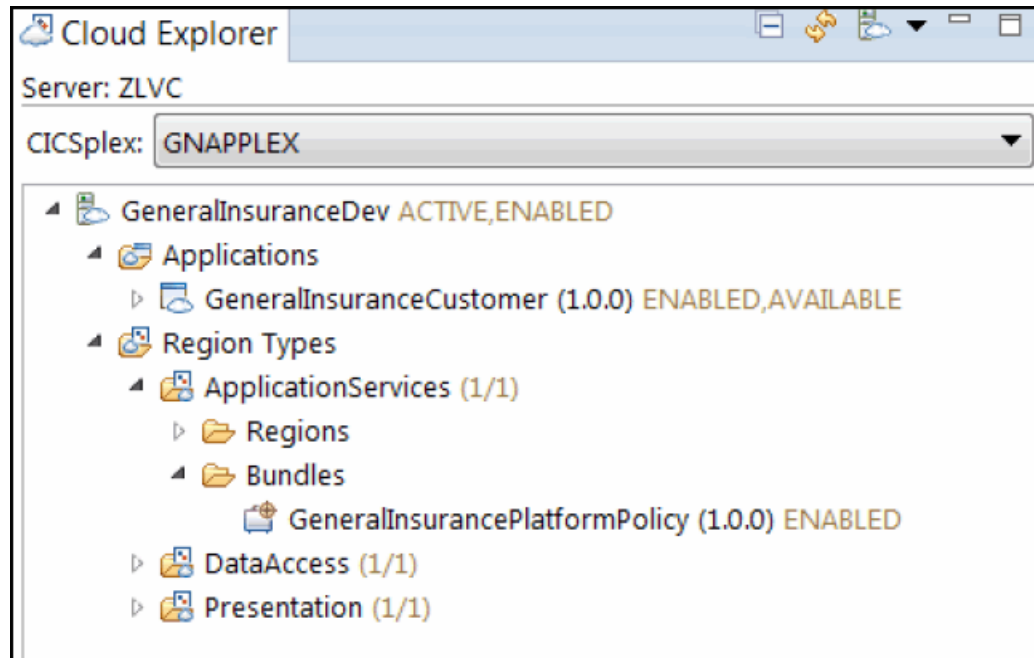 Cloud Explorer
Server: ZLVC
CICSplex: GNAPPLEX
GeneralInsuranceDev ACTIVE,ENABLED
Applications
GeneralInsuranceCustomer (1.0.0) ENABLED,AVAILABLE
Region Types
ApplicationServices (1/1)
Regions
Bundles
GeneralInsurancePlatformPolicy (1.0.0) ENABLED
DataAccess (1/1)
Presentation (1/1)